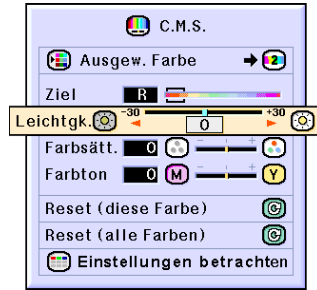 C.M.S.
Ausgew. Farbe 2
Ziel R
Leichtgk. -30 0 +30
Farbsätt. 0 - +
Farbton 0 M - + Y
Reset (diese Farbe)
Reset (alle Farben)
Einstellungen betrachten